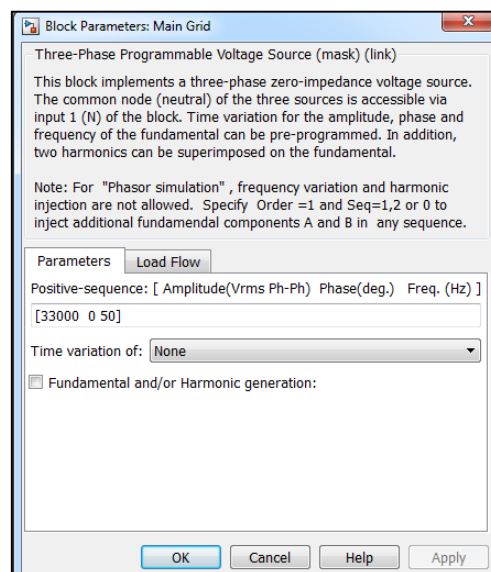 Block Parameters: Main Grid
Three-Phase Programmable Voltage Source (mask) (link)
This block implements a three-phase zero-impedance voltage source.
The common node (neutral) of the three sources is accessible via
input 1 (N) of the block. Time variation for the amplitude, phase and
frequency of the fundamental can be pre-programmed. In addition,
two harmonics can be superimposed on the fundamental.
Note: For "Phasor simulation" , frequency variation and harmonic
injection are not allowed. Specify Order =1 and Seq=1,2 or 0 to
inject additional fundamendal components A and B in any sequence.
Parameters Load Flow
Positive-sequence: [ Amplitude(Vrms Ph-Ph) Phase(deg.) Freq. (Hz) ]
[33000 0 50]
Time variation of: None
Fundamental and/or Harmonic generation:
OK Cancel Help Apply